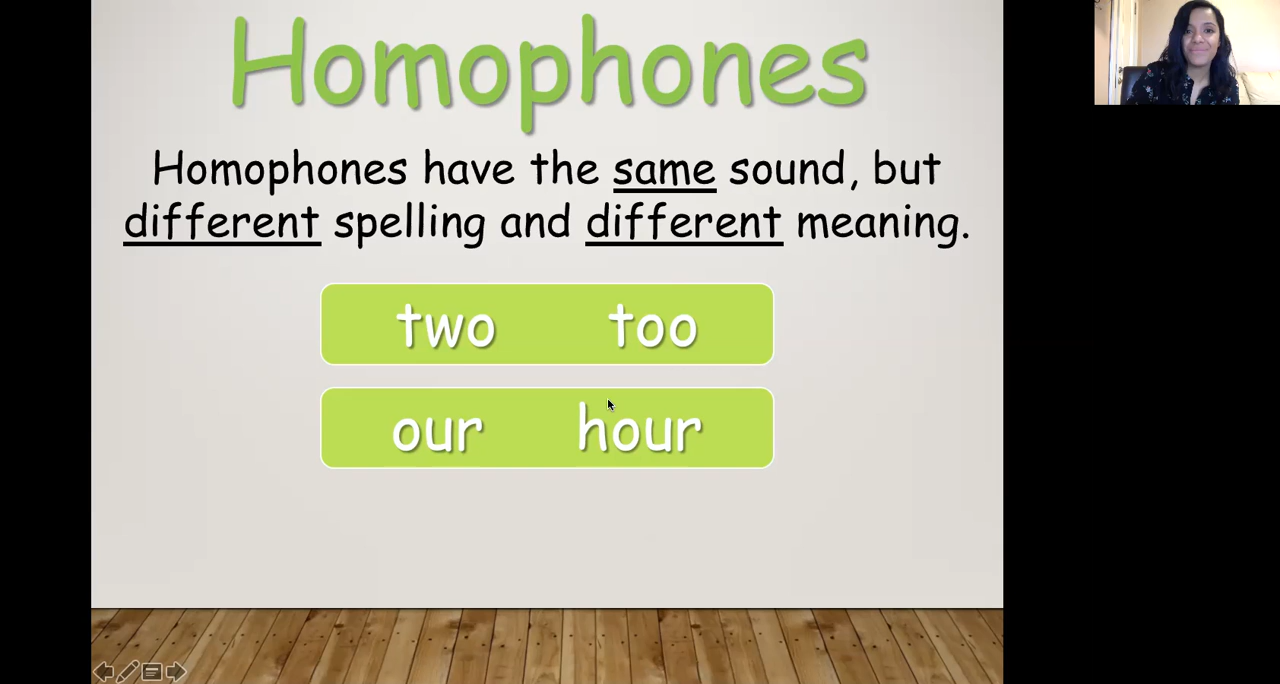 Homophones
Homophones have the same sound, but
different spelling and different meaning.
two too
our hour